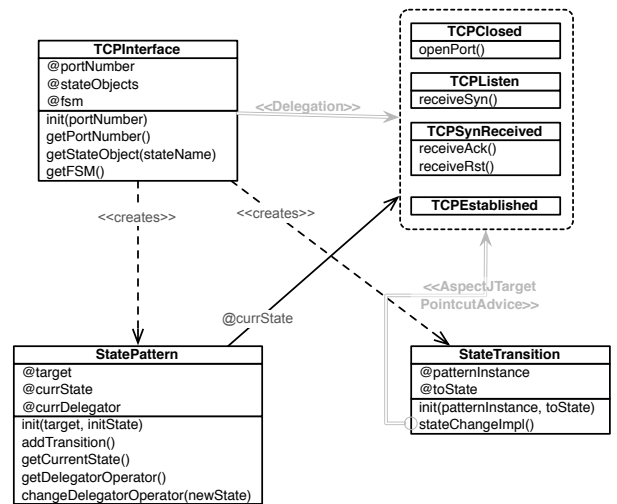 TCPInterface
@portNumber
@stateObjects
@fsm
init(portNumber)
getPortNumber()
getStateObject(stateName)
getFSM()
<<Delegation>>
TCPClosed
openPort()
TCPListen
receiveSyn()
TCPSynReceived
receiveAck()
receiveRst()
TCPEstablished
<<creates>>
<<creates>>
@currState
<<AspectJTarget
PointcutAdvice>>
StatePattern
@target
@currState
@currDelegator
init(target, initState)
addTransition()
getCurrentState()
getDelegatorOperator()
changeDelegatorOperator(newState)
StateTransition
@patternInstance
@toState
init(patternInstance, toState)
stateChangeImpl()